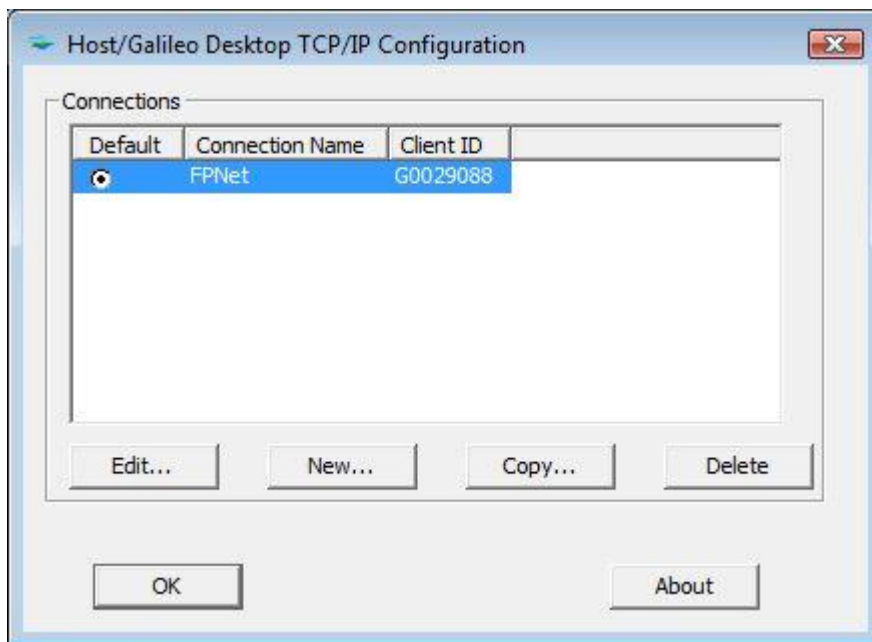 Host/Galileo Desktop TCP/IP Configuration
Connections
Default Connection Name Client ID
FPNet G0029088
Edit... New... Copy... Delete
OK About